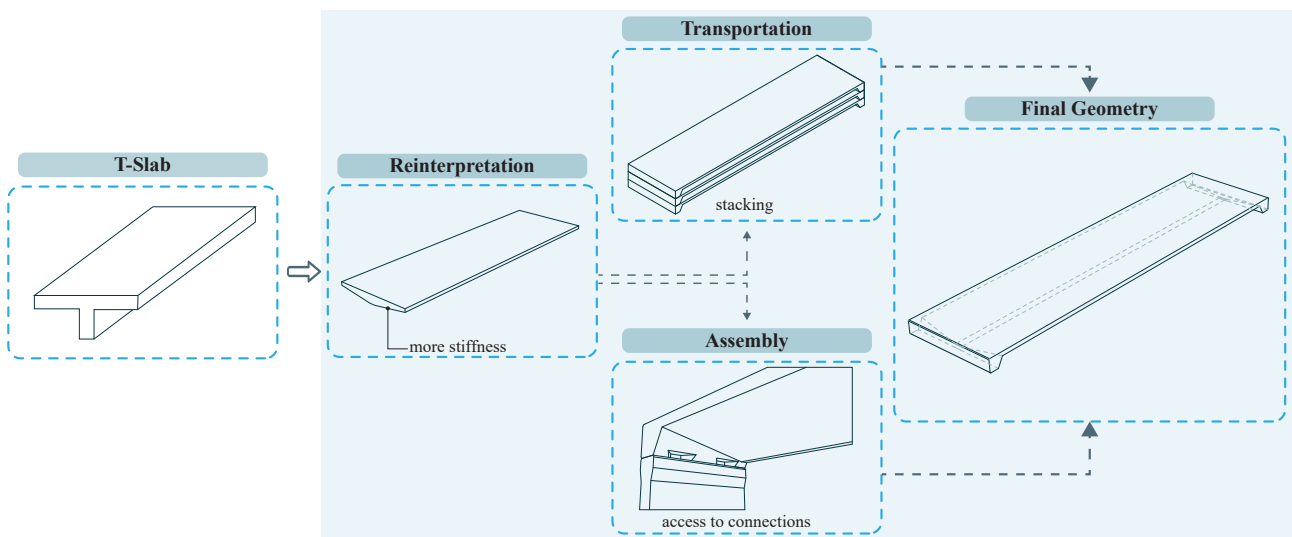 Transportation
Final Geometry
T-Slab
Reinterpretation
stacking
more stiffness
Assembly
access to connections